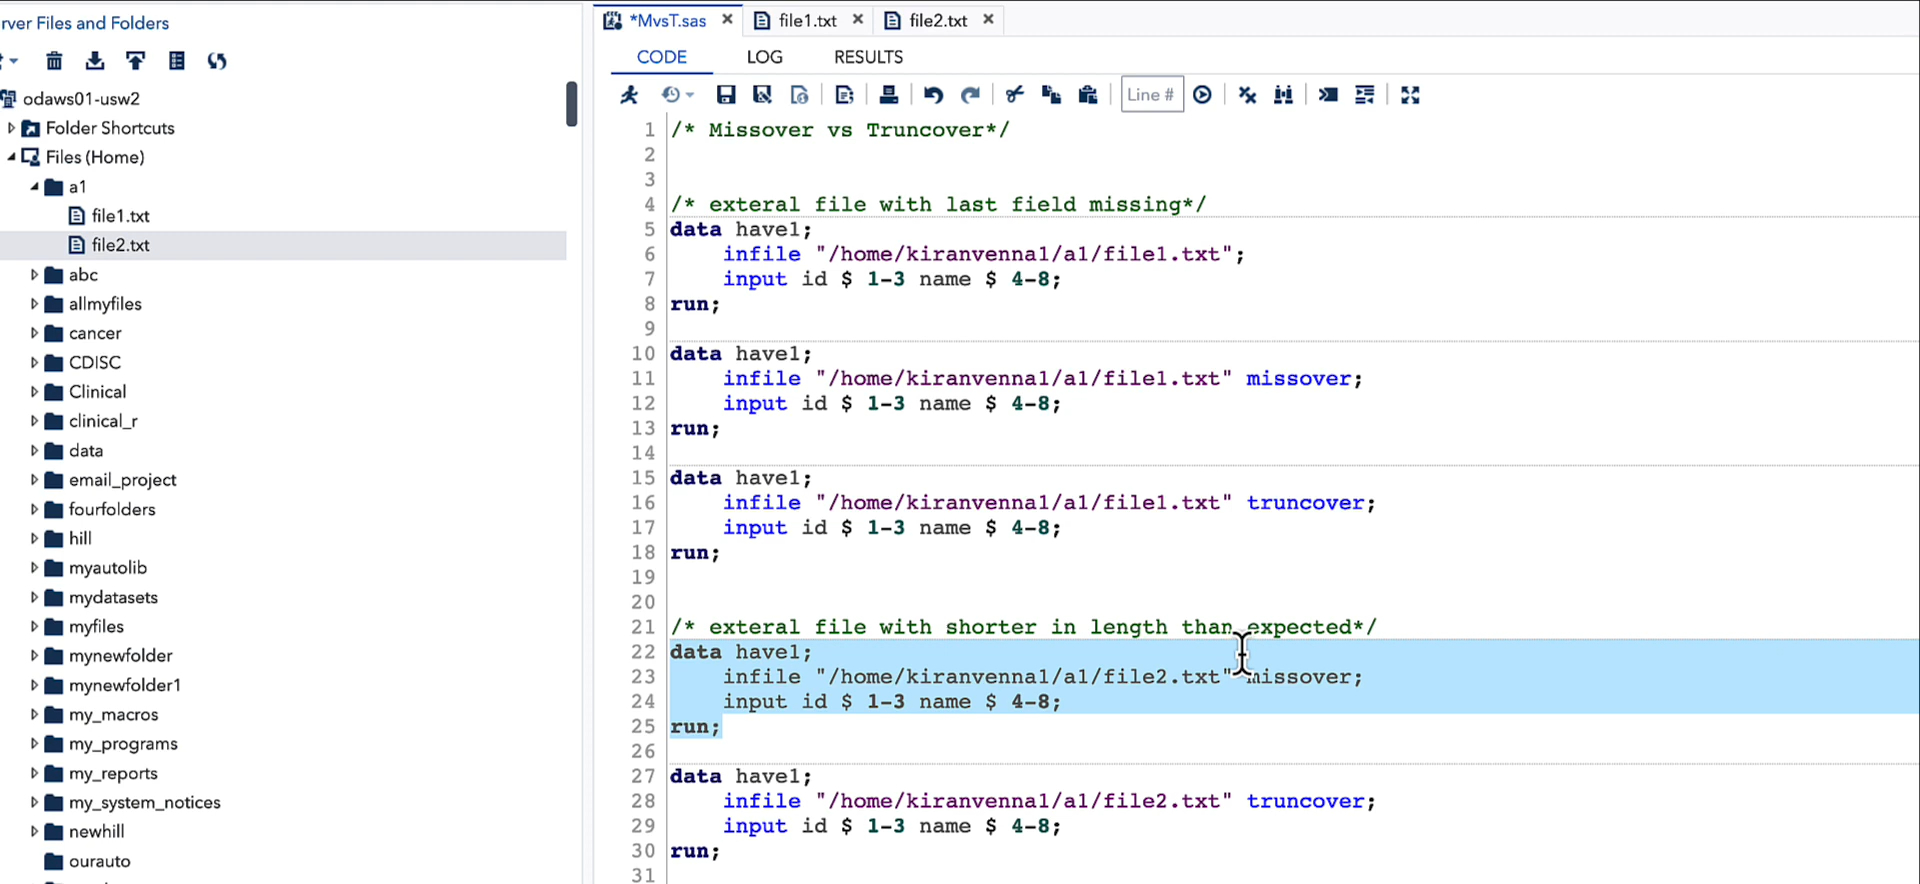 rver Files and Folders
odaws01-usw2
Folder Shortcuts
Files (Home)
a1
file1.txt
file2.txt
abc
allmyfiles
cancer
CDISC
Clinical
clinical_r
data
email_project
fourfolders
hill
myautolib
mydatasets
myfiles
mynewfolder
mynewfolder1
my_macros
my_programs
my_reports
my_system_notices
newhill
ourauto
*MvsT.sas × file1.txt × file2.txt ×
CODE LOG RESULTS
Line #
1 /* Missover vs Truncover*/
2
3
4 /* exteral file with last field missing*/
5 data have1;
6 infile "/home/kiranvenna1/a1/file1.txt";
7 input id $ 1-3 name $ 4-8;
8 run;
9
10 data have1;
11 infile "/home/kiranvenna1/a1/file1.txt" missover;
12 input id $ 1-3 name $ 4-8;
13 run;
14
15 data have1;
16 infile "/home/kiranvenna1/a1/file1.txt" truncover;
17 input id $ 1-3 name $ 4-8;
18 run;
19
20
21 /* exteral file with shorter in length than expected*/
22 data have1;
23 infile "/home/kiranvenna1/a1/file2.txt" missover;
24 input id $ 1-3 name $ 4-8;
25 run;
26
27 data have1;
28 infile "/home/kiranvenna1/a1/file2.txt" truncover;
29 input id $ 1-3 name $ 4-8;
30 run;
31